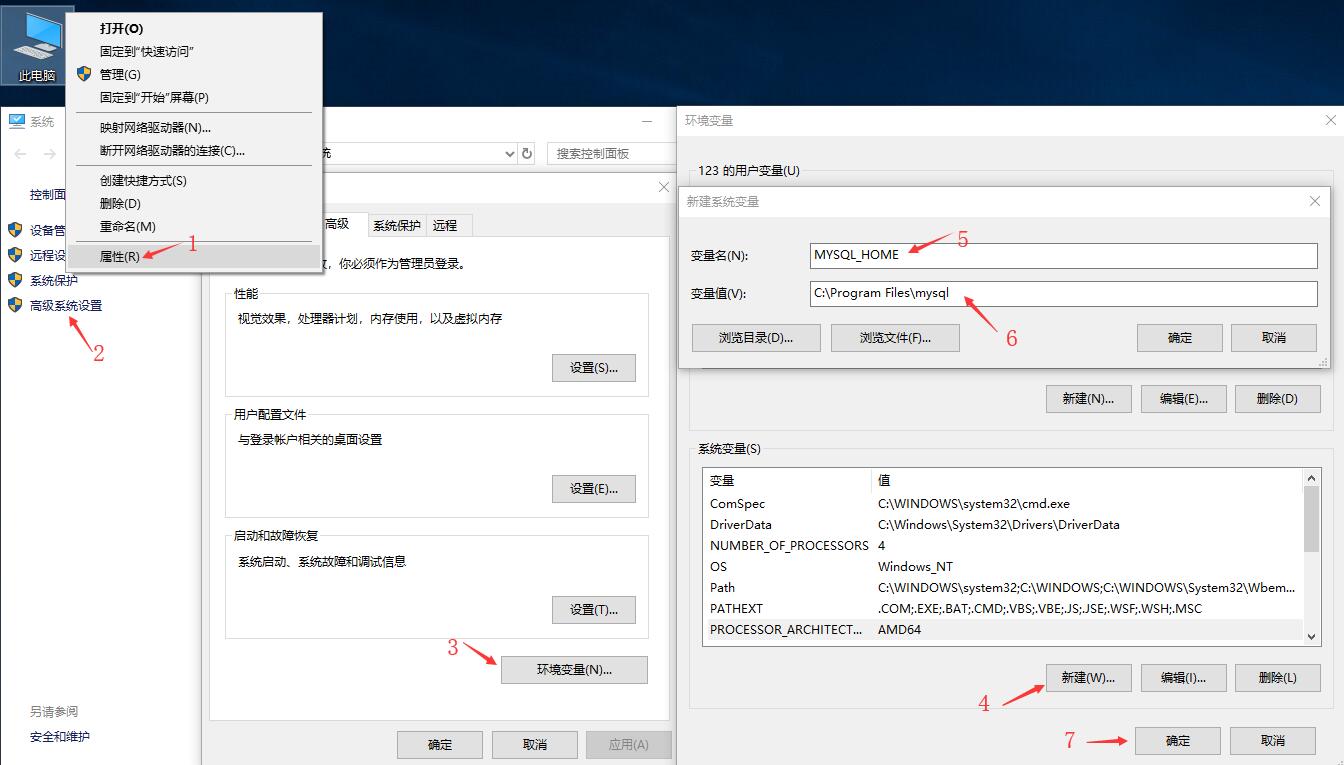 此电脑
打开(O)
固定到"快速访问"
管理(G)
固定到"开始"屏幕(P)
映射网络驱动器(N)...
断开网络驱动器的连接(C)...
创建快捷方式(S)
删除(D)
重命名(M)
属性(R)
1
系统
控制面
设备管
远程设
系统保护
高级系统设置
2
另请参阅
安全和维护
统
搜索控制面板
高级
系统保护
远程
，你必须作为管理员登录。
性能
视觉效果，处理器计划，内存使用，以及虚拟内存
设置(S)...
用户配置文件
与登录帐户相关的桌面设置
设置(E)...
启动和故障恢复
系统启动、系统故障和调试信息
设置(T)...
3
环境变量(N)...
确定
取消
应用(A)
环境变量
123 的用户变量(U)
新建系统变量
变量名(N):
MYSQL_HOME
5
变量值(V):
C:\Program Files\mysql
6
浏览目录(D)...
浏览文件(F)...
确定
取消
新建(N)...
编辑(E)...
删除(D)
系统变量(S)
变量 值
ComSpec C:\WINDOWS\system32\cmd.exe
DriverData C:\Windows\System32\Drivers\DriverData
NUMBER_OF_PROCESSORS 4
OS Windows_NT
Path C:\WINDOWS\system32;C:\WINDOWS;C:\WINDOWS\System32\Wbem...
PATHEXT .COM;.EXE;.BAT;.CMD;.VBS;.VBE;.JS;.JSE;.WSF;.WSH;.MSC
PROCESSOR_ARCHITECT... AMD64
4
新建(W)...
编辑(I)...
删除(L)
7
确定
取消